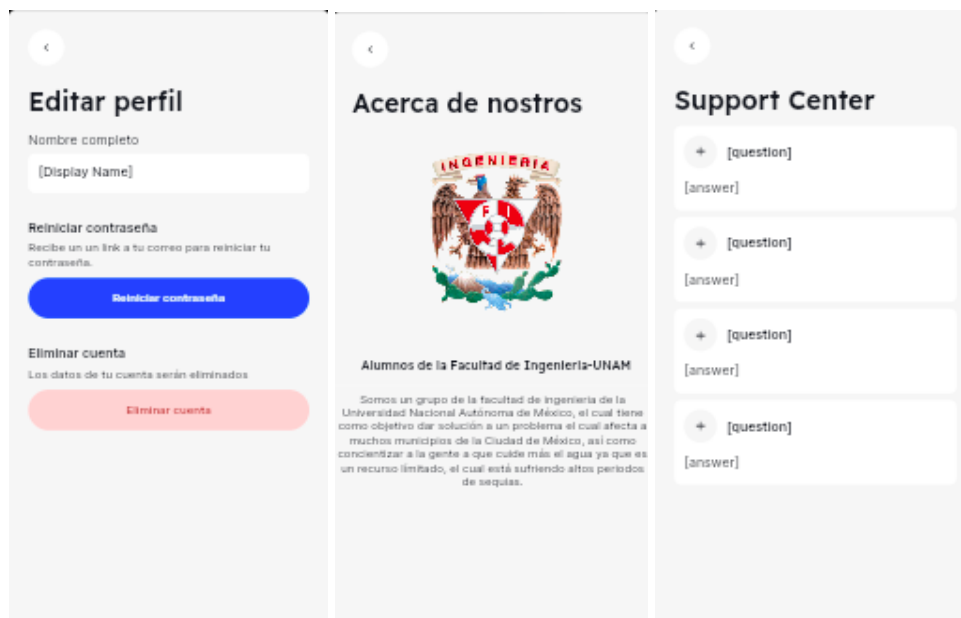 Editar perfil
Nombre completo
[Display Name]
Reiniciar contraseña
Recibe un un link a tu correo para reiniciar tu
contraseña.
Reiniciar contraseña
Eliminar cuenta
Los datos de tu cuenta serán eliminados
Eliminar cuenta
Acerca de nostros
INGENIERIA
F I
Alumnos de la Facultad de Ingenieria-UNAM
Somos un grupo de la facultad de ingenieria de la
Universidad Nacional Autónoma de México, el cual tiene
como objetivo dar solución a un problema el cual afecta a
muchos municipios de la Ciudad de México, así como
concientizar a la gente a que cuide más el agua ya que es
un recurso limitado, el cual está sufriendo altos periodos
de sequias.
Support Center
[question]
[answer]
[question]
[answer]
[question]
[answer]
[question]
[answer]